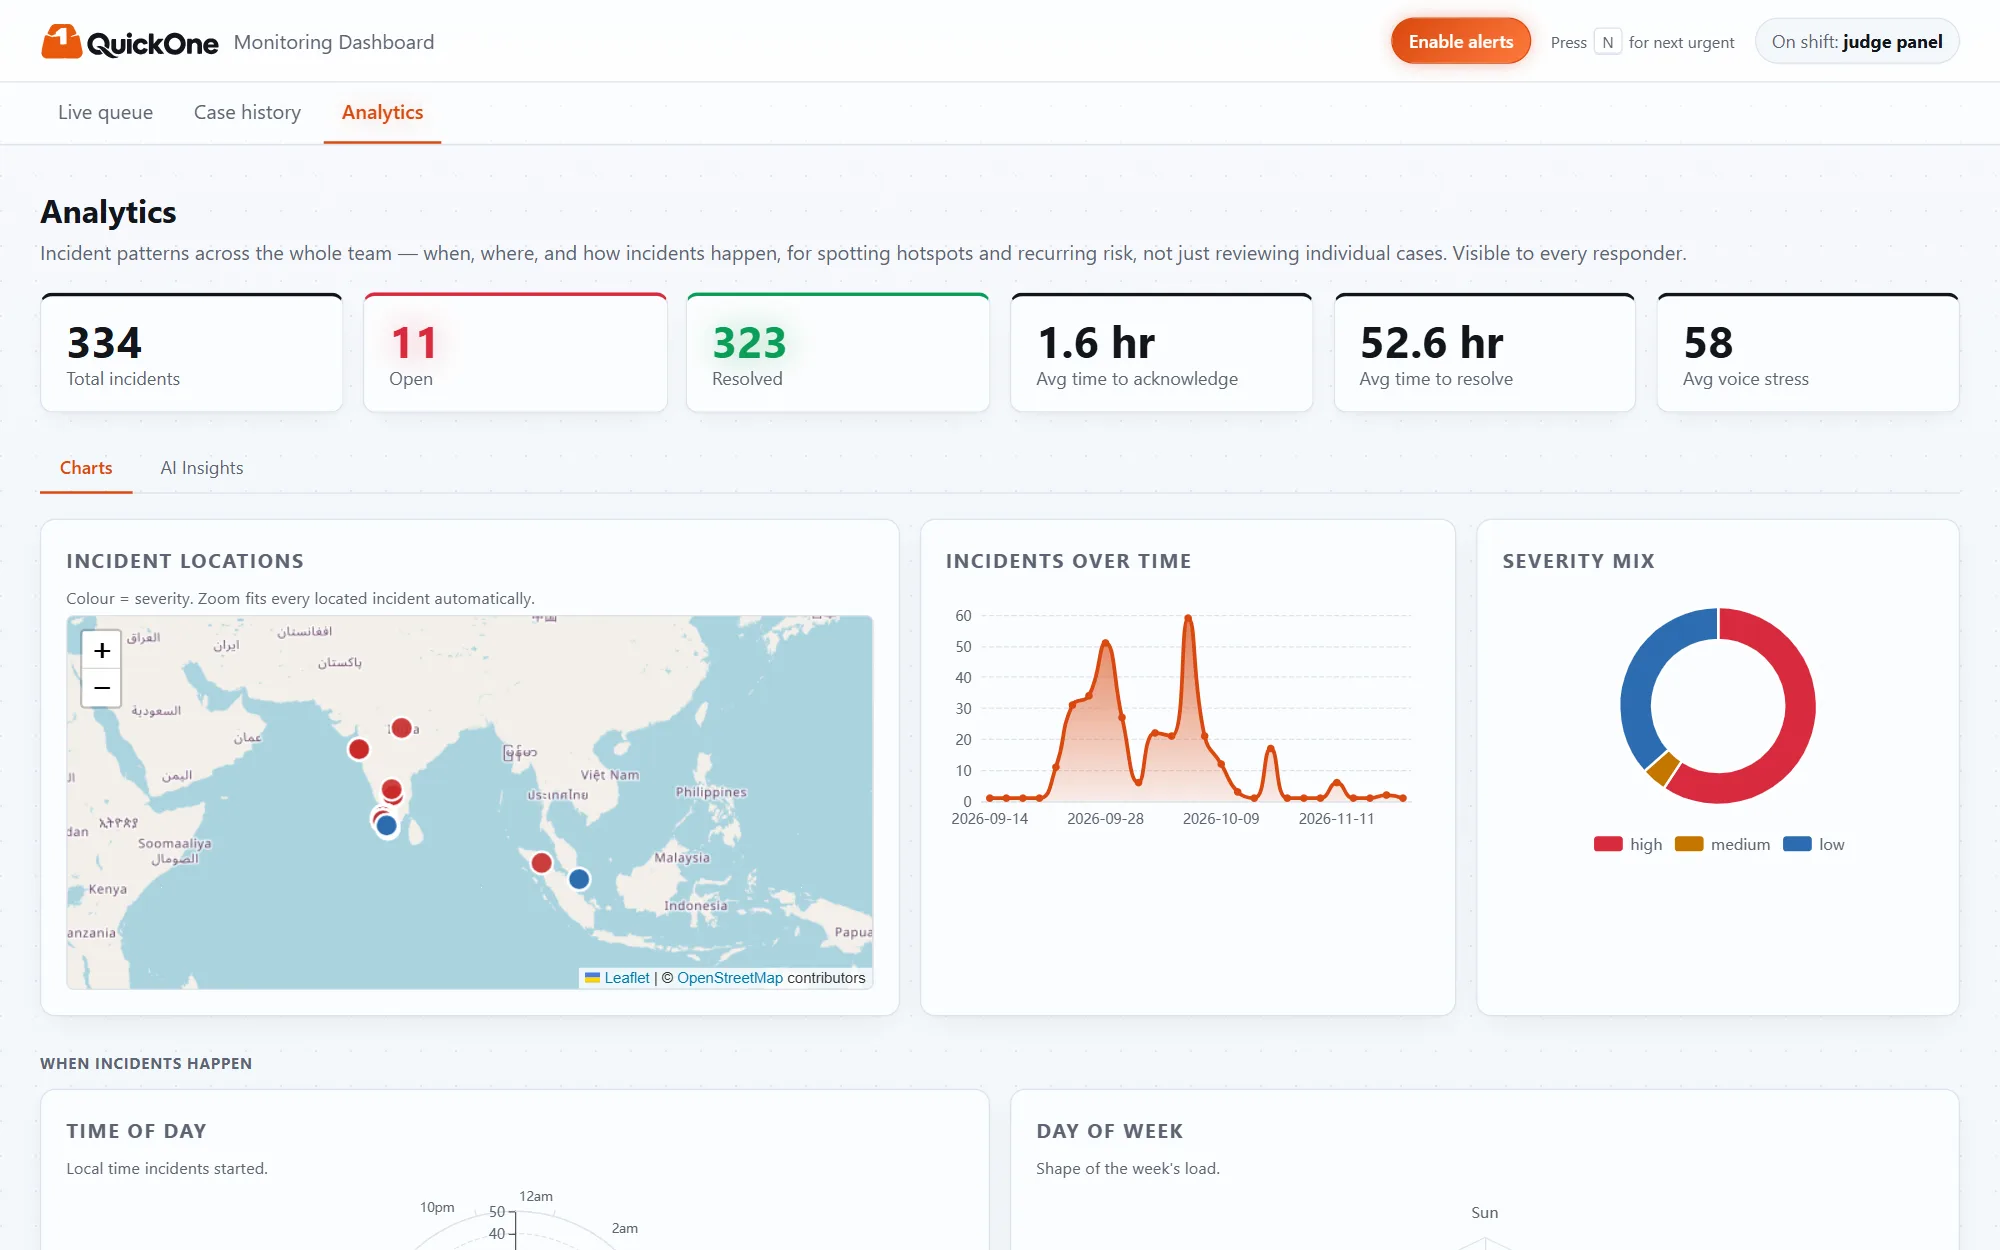 QuickOne Monitoring Dashboard
Enable alerts
Press N for next urgent
On shift: judge panel
Live queue
Case history
Analytics
Analytics
Incident patterns across the whole team — when, where, and how incidents happen, for spotting hotspots and recurring risk, not just reviewing individual cases. Visible to every responder.
334
Total incidents
11
Open
323
Resolved
1.6 hr
Avg time to acknowledge
52.6 hr
Avg time to resolve
58
Avg voice stress
Charts
AI Insights
INCIDENT LOCATIONS
Colour = severity. Zoom fits every located incident automatically.
+
−
العراق
افغانستان
ایران
پاکستان
السعودية
عمان
اليمن
Việt Nam
ประเทศไทย
Philippines
ኢትዮጵያ
Soomaaliya
الصومال
Malaysia
Kenya
Indonesia
anzania
Papua
Leaflet | © OpenStreetMap contributors
INCIDENTS OVER TIME
60
50
40
30
20
10
0
2026-09-14
2026-09-28
2026-10-09
2026-11-11
SEVERITY MIX
high
medium
low
WHEN INCIDENTS HAPPEN
TIME OF DAY
Local time incidents started.
10pm
12am
2am
50
40
DAY OF WEEK
Shape of the week's load.
Sun